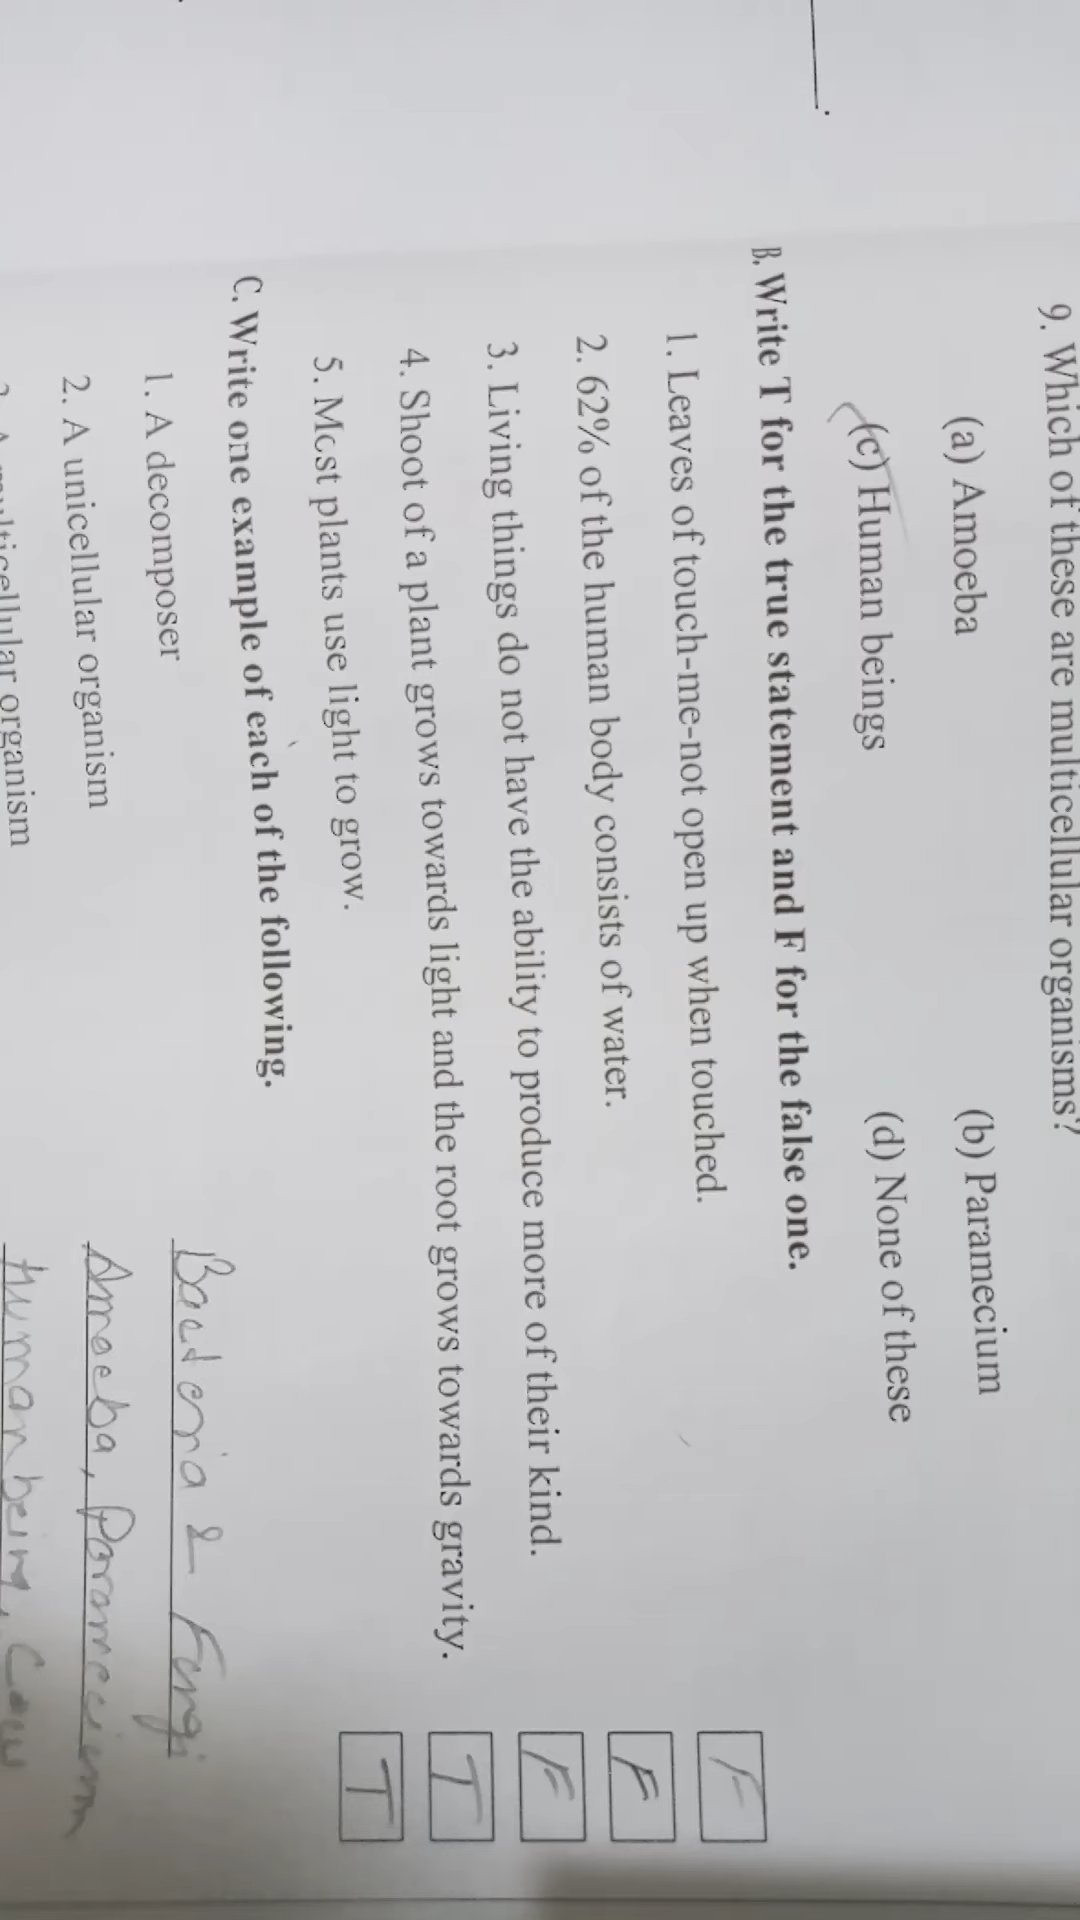 9. Which of these are multicellular organisms?
(a) Amoeba (b) Paramecium
(c) Human beings (d) None of these
B. Write T for the true statement and F for the false one.
1. Leaves of touch-me-not open up when touched. F
2. 62% of the human body consists of water. F
3. Living things do not have the ability to produce more of their kind. F
4. Shoot of a plant grows towards light and the root grows towards gravity. T
5. Most plants use light to grow. T
C. Write one example of each of the following.
1. A decomposer Bacteria & Fungi
2. A unicellular organism Amoeba, Paramecium
multicellular organism Human being, Cow